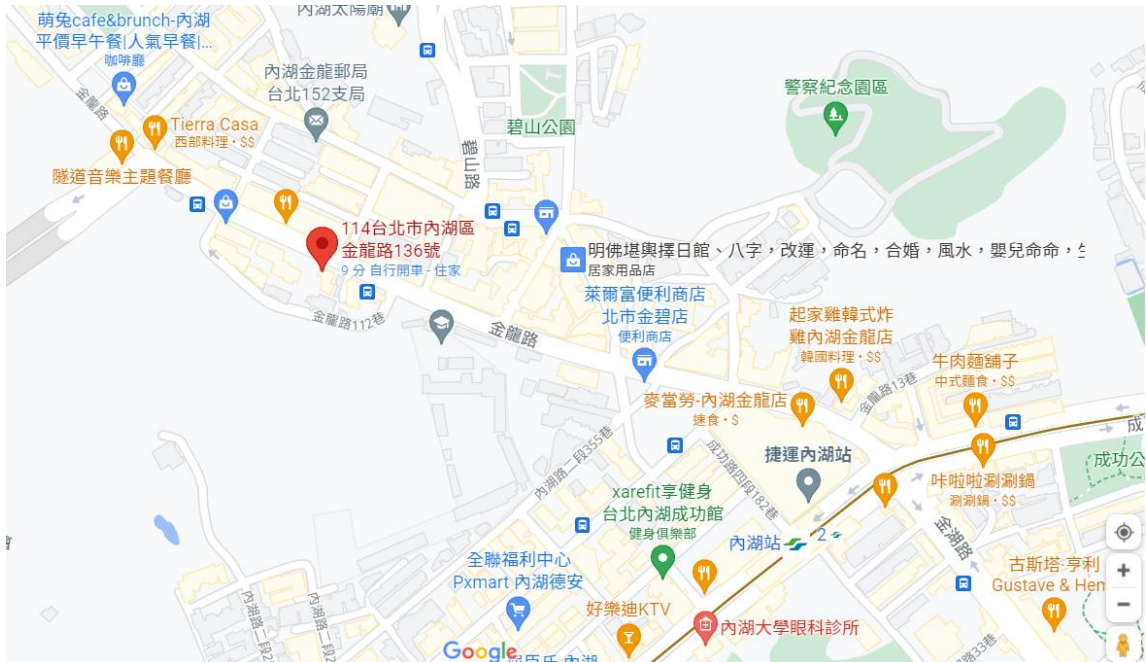 內湖太陽廟
萌兔cafe&brunch-內湖
平價早午餐|人氣早餐|...
咖啡廳
內湖金龍郵局
台北152支局
金龍路
Tierra Casa
西部料理・$$
隧道音樂主題餐廳
碧山公園
碧山路
警察紀念園區
114台北市內湖區
金龍路136號
9 分 自行開車 - 住家
明佛堪輿擇日館、八字，改運，命名，合婚，風水，嬰兒命命，生
居家用品店
萊爾富便利商店
北市金碧店
便利商店
金龍路112巷
金龍路
起家雞韓式炸
雞內湖金龍店
韓國料理・$$
牛肉麵舖子
中式麵食・$$
金龍路13巷
麥當勞-內湖金龍店
速食・$
成
捷運內湖站
成功公
內湖路二段355巷
成功路四段182巷
咔啦啦涮涮鍋
涮涮鍋・$$
xarefit享健身
台北內湖成功館
健身俱樂部
內湖站
2
金湖路
全聯福利中心
Pxmart 內湖德安
古斯塔·亨利
Gustave & Hen
好樂迪KTV
內湖大學眼科診所
Google